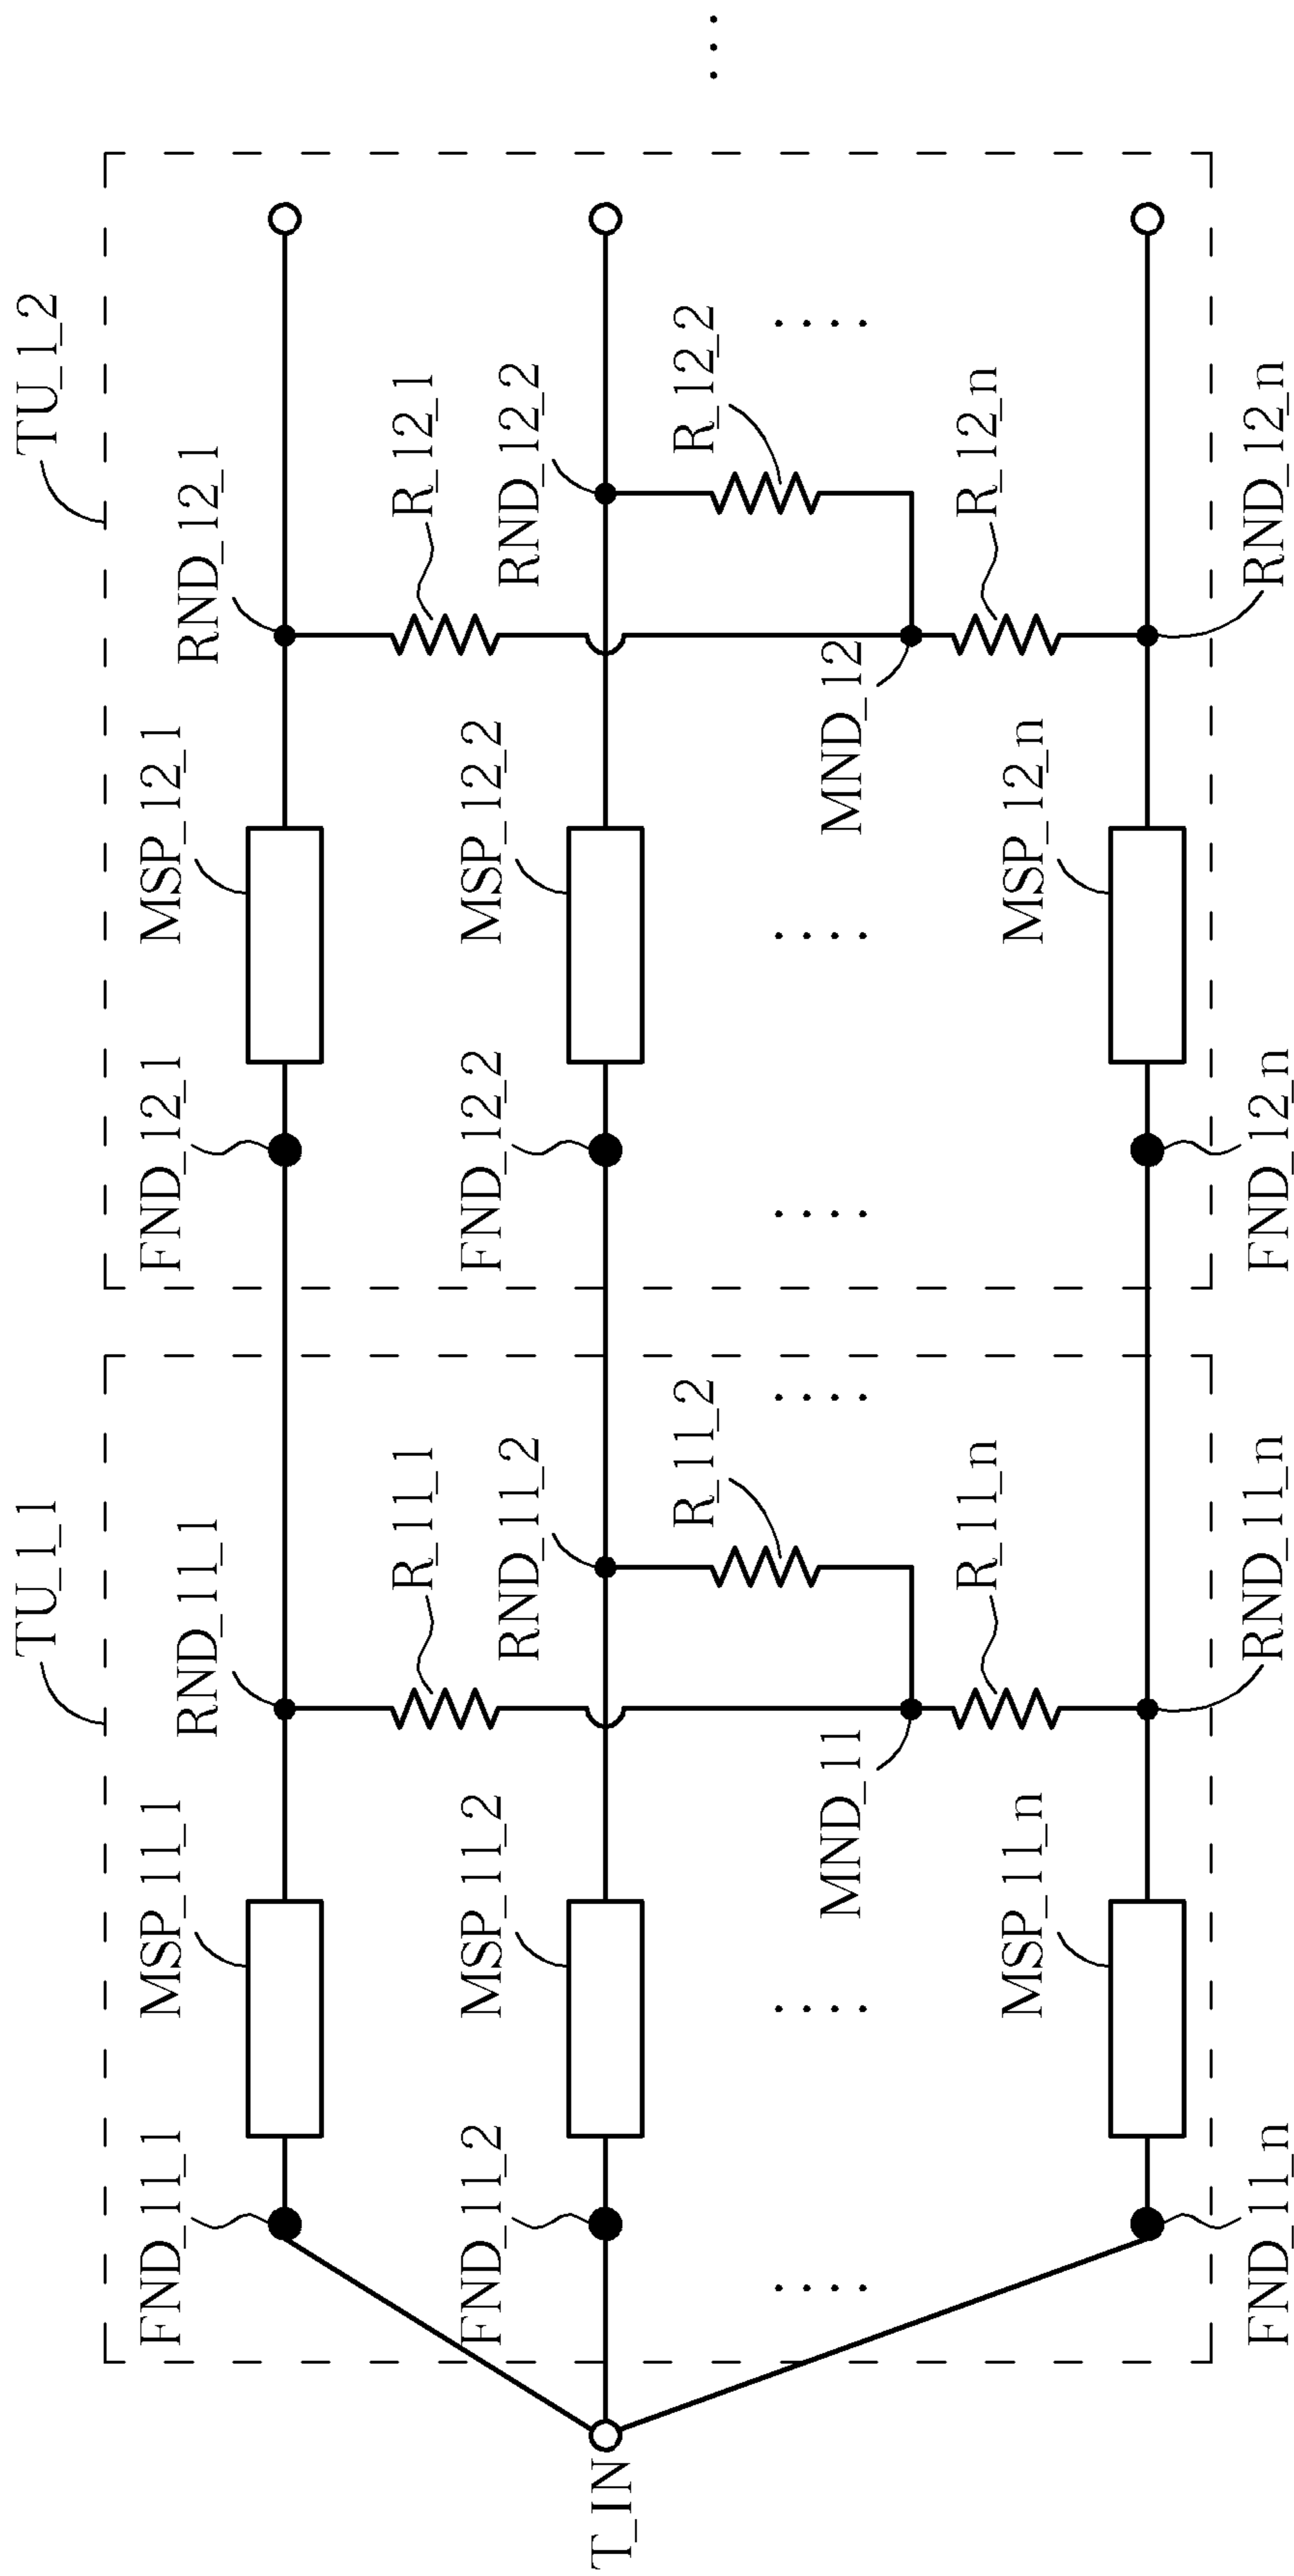 TU_1_1
TU_1_2
RND_11_1
RND_12_1
FND_11_1
MSP_11_1
FND_12_1
MSP_12_1
R_11_1
R_12_1
FND_11_2
MSP_11_2
FND_12_2
MSP_12_2
RND_11_2
RND_12_2
T_IN
R_11_2
R_12_2
MND_11
MND_12
R_11_n
R_12_n
MSP_11_n
MSP_12_n
FND_11_n
RND_11_n
FND_12_n
RND_12_n